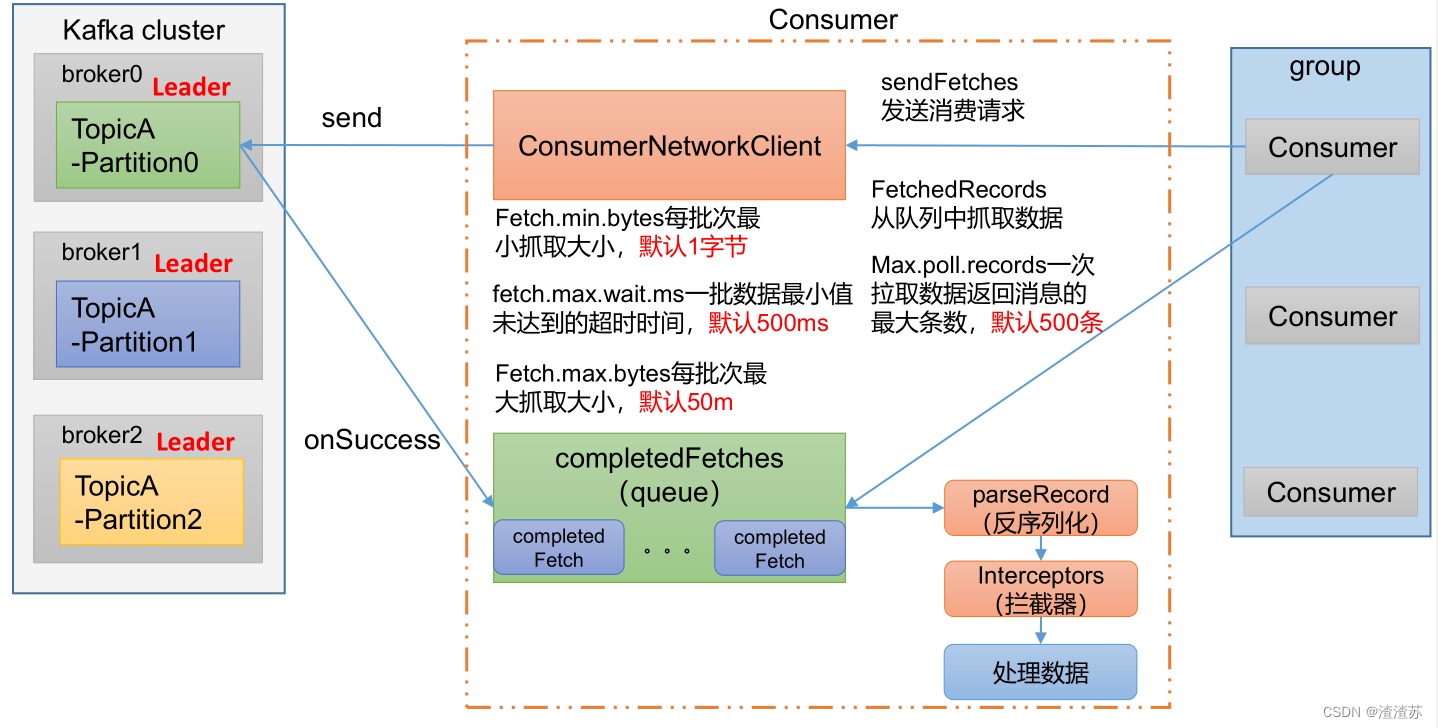 Kafka cluster
broker0
Leader
TopicA
-Partition0
broker1
Leader
TopicA
-Partition1
broker2
Leader
TopicA
-Partition2
send
onSuccess
Consumer
ConsumerNetworkClient
Fetch.min.bytes每批次最
小抓取大小，默认1字节
fetch.max.wait.ms一批数据最小值
未达到的超时时间，默认500ms
Fetch.max.bytes每批次最
大抓取大小，默认50m
completedFetches
（queue）
completed
Fetch
。。。
completed
Fetch
sendFetches
发送消费请求
FetchedRecords
从队列中抓取数据
Max.poll.records一次
拉取数据返回消息的
最大条数，默认500条
parseRecord
（反序列化）
Interceptors
（拦截器）
处理数据
group
Consumer
Consumer
Consumer
CSDN @渣渣苏